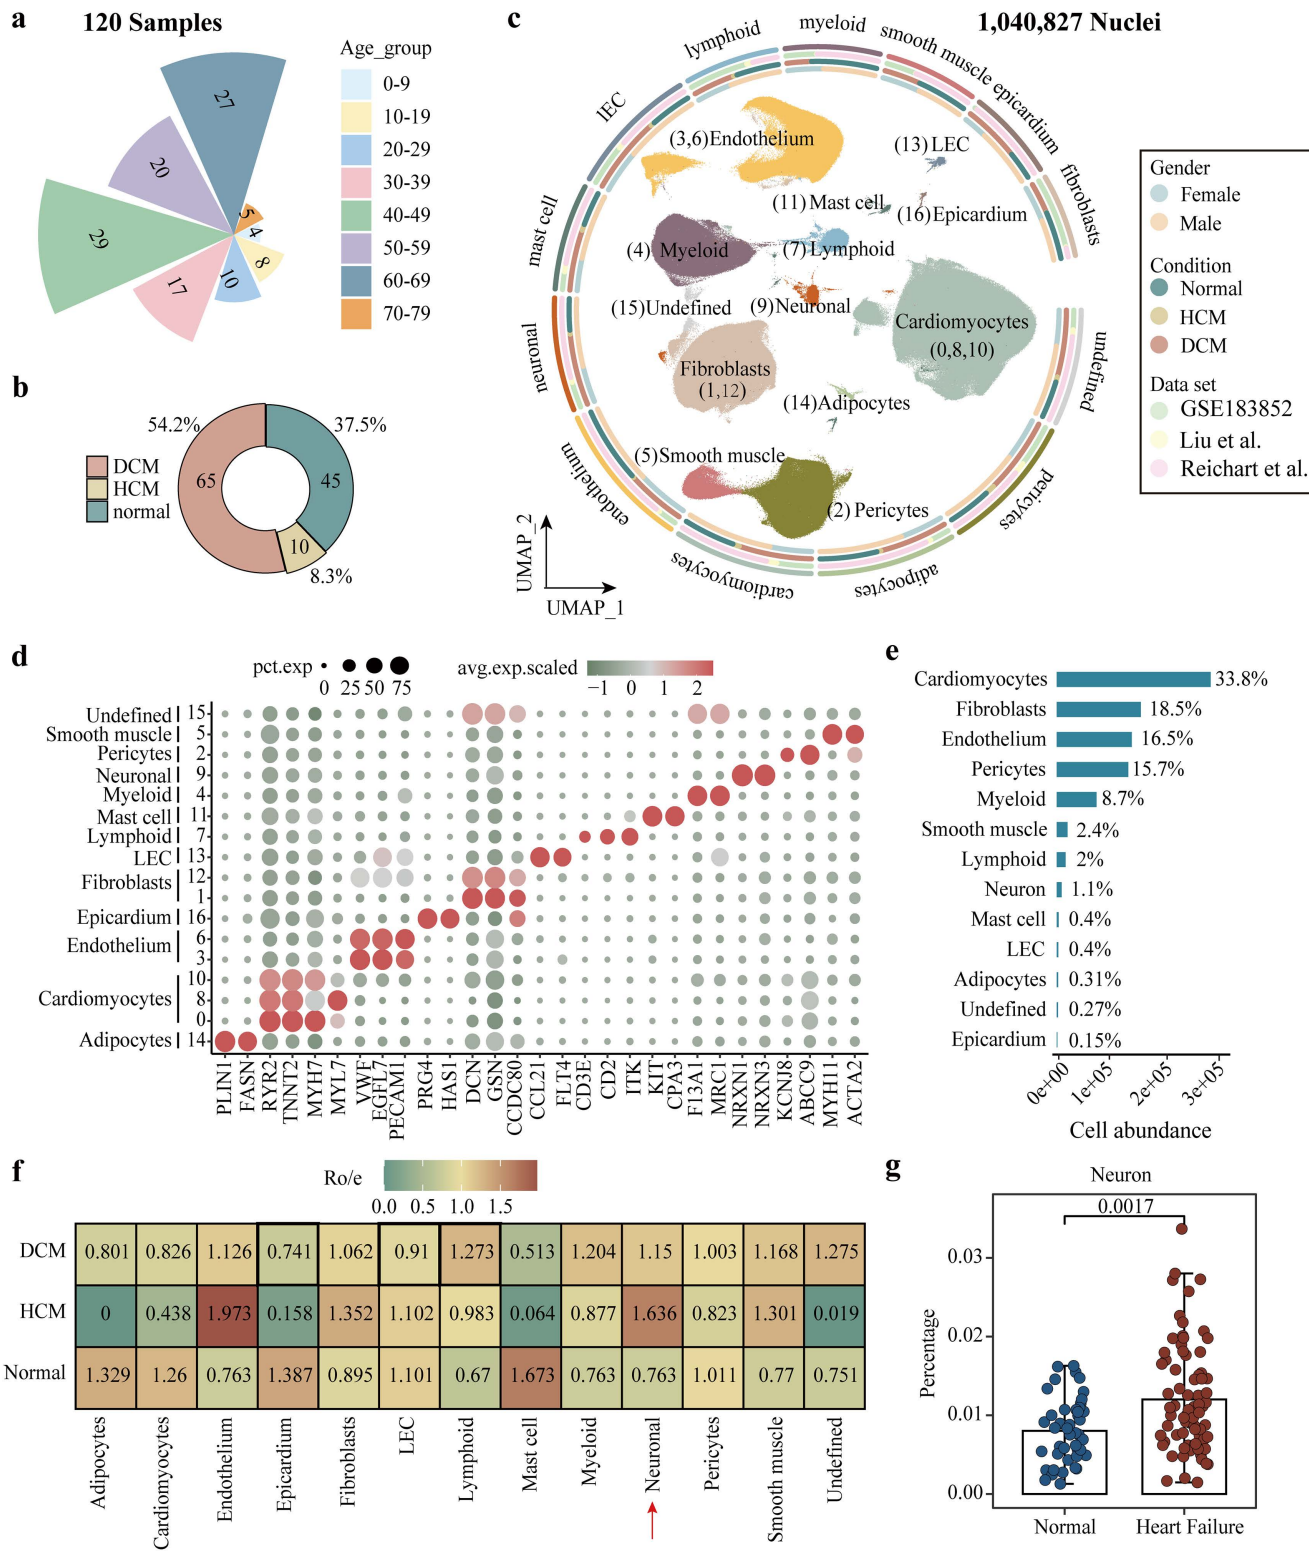 a
120 Samples
27
20
29
17
10
8
4
5
Age_group
0-9
10-19
20-29
30-39
40-49
50-59
60-69
70-79
b
54.2%
37.5%
65
45
10
8.3%
DCM
HCM
normal
c
1,040,827 Nuclei
lymphoid
myeloid
smooth muscle
epicardium
fibroblasts
undefined
pericytes
adipocytes
cardiomyocytes
endothelium
neuronal
mast cell
lEC
(3,6)Endothelium
(13) LEC
(11) Mast cell
(16)Epicardium
(4) Myeloid
(7) Lymphoid
(15)Undefined
(9)Neuronal
Cardiomyocytes
(0,8,10)
Fibroblasts
(1,12)
(14)Adipocytes
(5)Smooth muscle
(2) Pericytes
UMAP_2
UMAP_1
Gender
Female
Male
Condition
Normal
HCM
DCM
Data set
GSE183852
Liu et al.
Reichart et al.
d
pct.exp
0 25 50 75
avg.exp.scaled
−1 0 1 2
Undefined 15
Smooth muscle 5
Pericytes 2
Neuronal 9
Myeloid 4
Mast cell 11
Lymphoid 7
LEC 13
Fibroblasts 12
1
Epicardium 16
Endothelium 6
3
Cardiomyocytes 10
8
0
Adipocytes 14
PLIN1
FASN
RYR2
TNNT2
MYH7
MYL7
VWF
EGFL7
PECAM1
PRG4
HAS1
DCN
GSN
CCDC80
CCL21
FLT4
CD3E
CD2
ITK
KIT
CPA3
F13A1
MRC1
NRXN1
NRXN3
KCNJ8
ABCC9
MYH11
ACTA2
e
Cardiomyocytes 33.8%
Fibroblasts 18.5%
Endothelium 16.5%
Pericytes 15.7%
Myeloid 8.7%
Smooth muscle 2.4%
Lymphoid 2%
Neuron 1.1%
Mast cell 0.4%
LEC 0.4%
Adipocytes 0.31%
Undefined 0.27%
Epicardium 0.15%
0e+00 1e+05 2e+05 3e+05
Cell abundance
f
Ro/e
0.0 0.5 1.0 1.5
DCM 0.801 0.826 1.126 0.741 1.062 0.91 1.273 0.513 1.204 1.15 1.003 1.168 1.275
HCM 0 0.438 1.973 0.158 1.352 1.102 0.983 0.064 0.877 1.636 0.823 1.301 0.019
Normal 1.329 1.26 0.763 1.387 0.895 1.101 0.67 1.673 0.763 0.763 1.011 0.77 0.751
Adipocytes
Cardiomyocytes
Endothelium
Epicardium
Fibroblasts
LEC
Lymphoid
Mast cell
Myeloid
Neuronal
Pericytes
Smooth muscle
Undefined
g
Neuron
0.0017
Percentage
0.03
0.02
0.01
0.00
Normal
Heart Failure